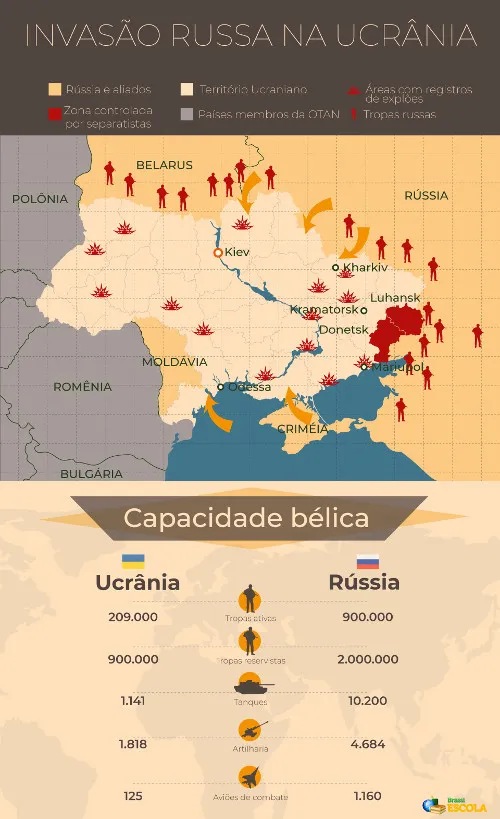 INVASÃO RUSSA NA UCRÂNIA
Rússia e aliados
Território Ucraniano
Áreas com registros
de explões
Zona controlada
por separatistas
Países membros da OTAN
Tropas russas
BELARUS
POLÔNIA
RÚSSIA
Kiev
Kharkiv
Luhansk
Kramatorsk
Donetsk
MOLDÁVIA
Mariupol
ROMÊNIA
Odessa
CRIMÉIA
BULGÁRIA
Capacidade bélica
Ucrânia
Rússia
209.000
Tropas ativas
900.000
900.000
Tropas reservistas
2.000.000
1.141
Tanques
10.200
1.818
Artilharia
4.684
125
Aviões de combate
1.160
Brasil
ESCOLA